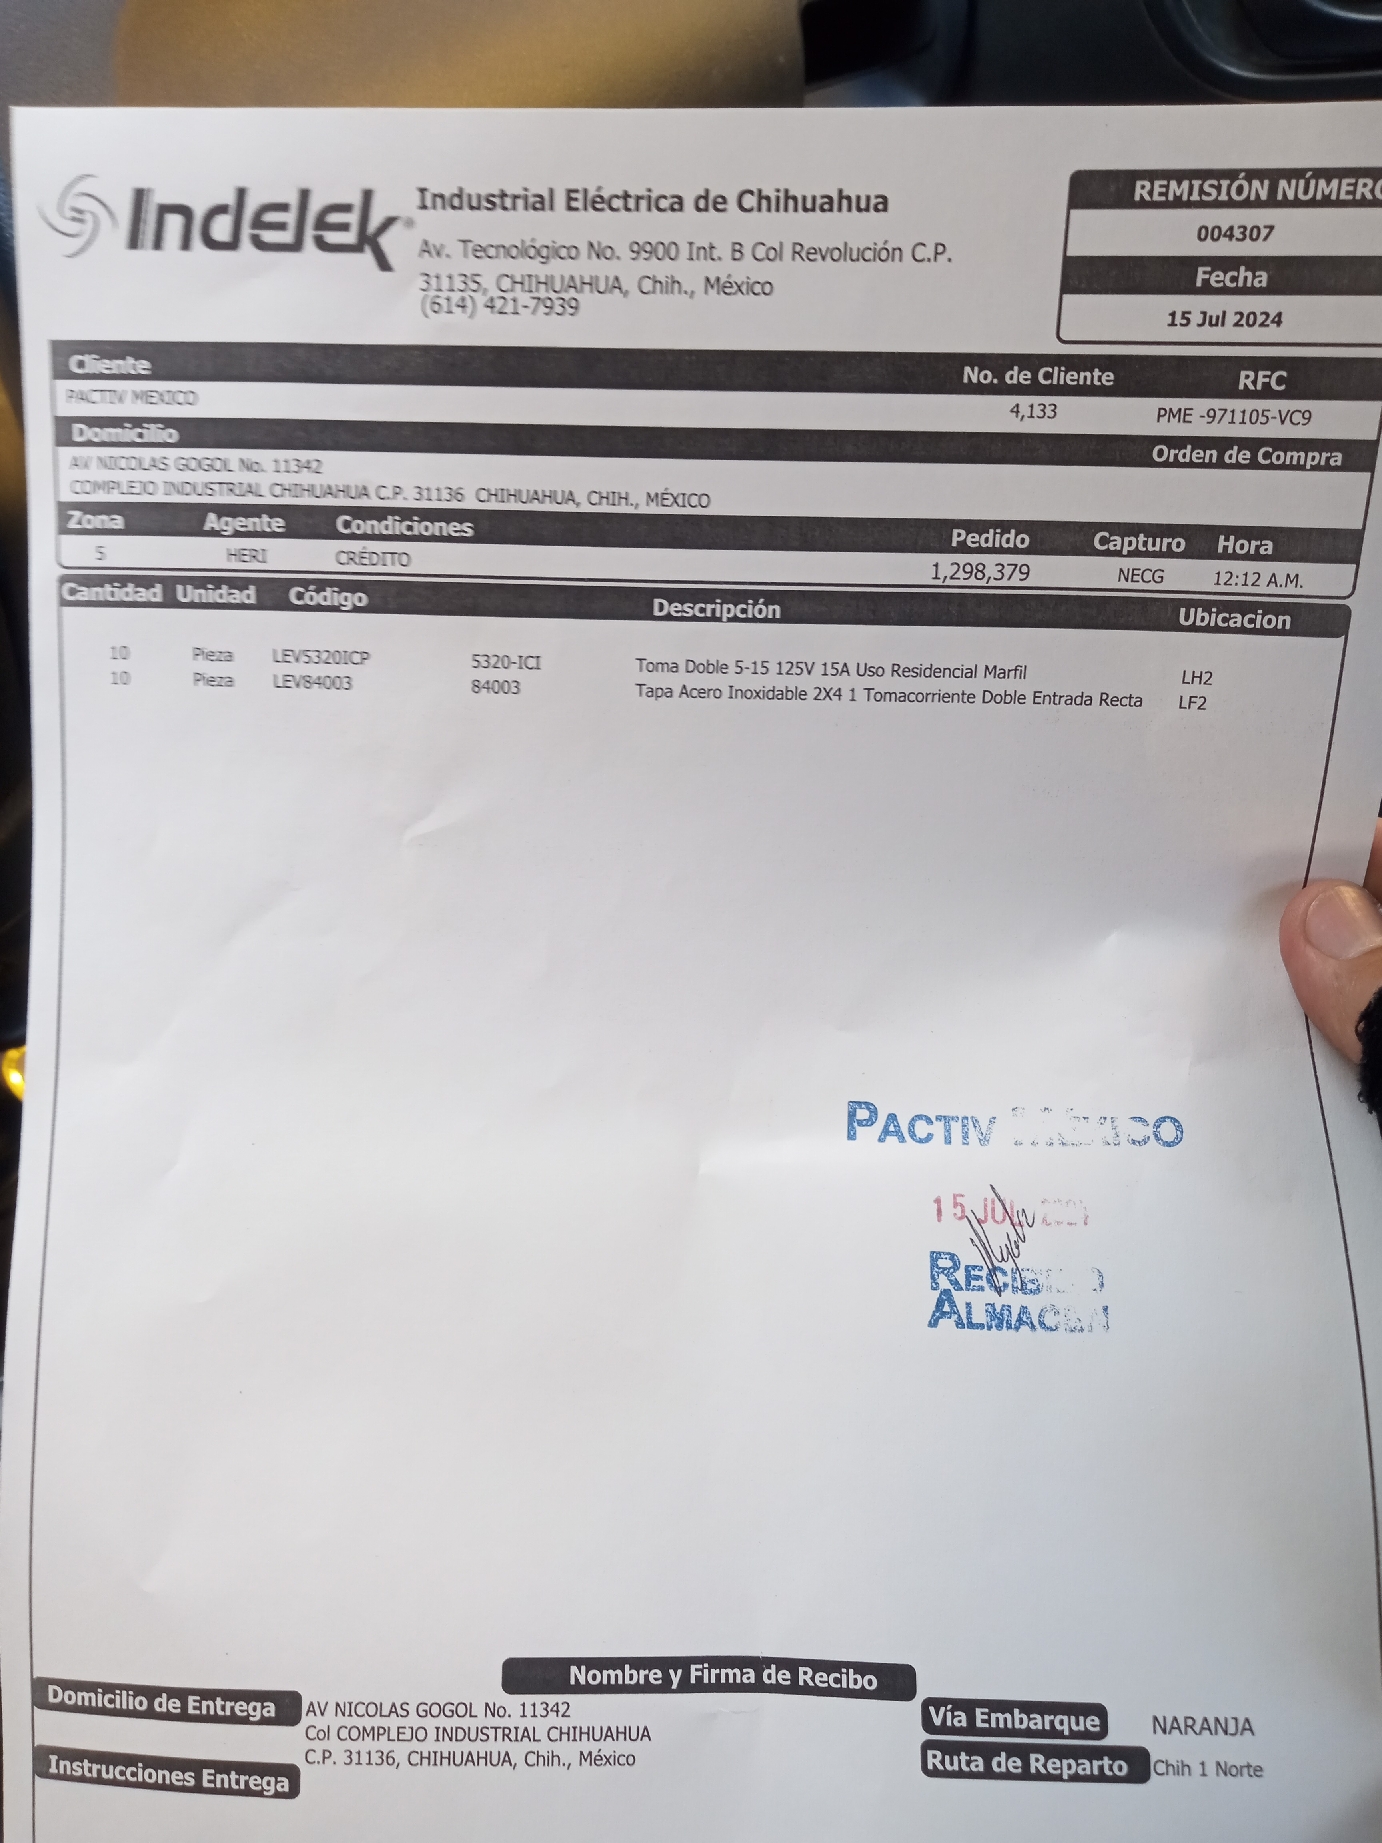 Indelek®
Industrial Eléctrica de Chihuahua
Av. Tecnológico No. 9900 Int. B Col Revolución C.P.
31135, CHIHUAHUA, Chih., México
(614) 421-7939
REMISIÓN NÚMERO
004307
Fecha
15 Jul 2024
Cliente No. de Cliente RFC
PACTIV MEXICO 4,133 PME -971105-VC9
Domicilio Orden de Compra
AV NICOLAS GOGOL No. 11342
COMPLEJO INDUSTRIAL CHIHUAHUA C.P. 31136 CHIHUAHUA, CHIH., MÉXICO
Zona Agente Condiciones Pedido Capturo Hora
5 HERI CRÉDITO 1,298,379 NECG 12:12 A.M.
Cantidad Unidad Código Descripción Ubicacion
10 Pieza LEV5320ICP 5320-ICI Toma Doble 5-15 125V 15A Uso Residencial Marfil LH2
10 Pieza LEV84003 84003 Tapa Acero Inoxidable 2X4 1 Tomacorriente Doble Entrada Recta LF2
PACTIV MÉXICO
15 JUL
RECIBIDO
ALMACEN
Nombre y Firma de Recibo
Domicilio de Entrega AV NICOLAS GOGOL No. 11342
Col COMPLEJO INDUSTRIAL CHIHUAHUA
C.P. 31136, CHIHUAHUA, Chih., México
Instrucciones Entrega
Vía Embarque NARANJA
Ruta de Reparto Chih 1 Norte